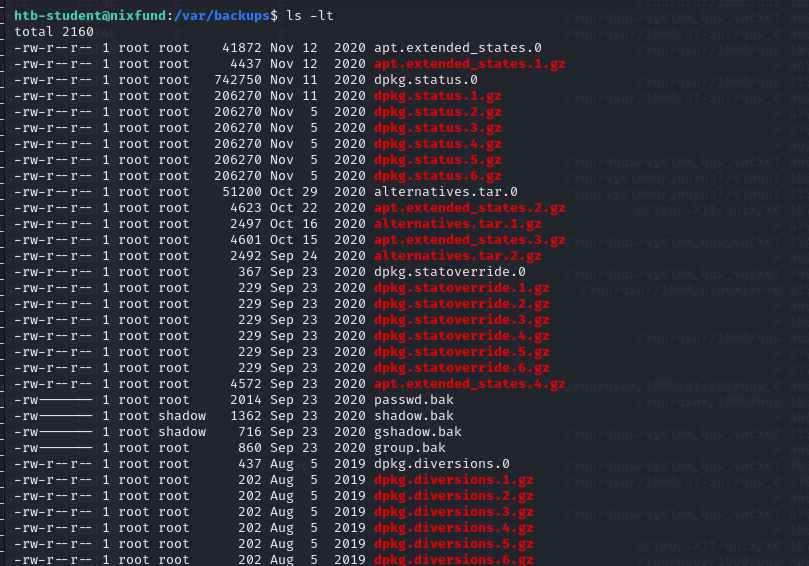 htb-student@nixfund:/var/backups$ ls -lt
total 2160
-rw-r--r-- 1 root root    41872 Nov 12  2020 apt.extended_states.0
-rw-r--r-- 1 root root     4437 Nov 12  2020 apt.extended_states.1.gz
-rw-r--r-- 1 root root   742750 Nov 11  2020 dpkg.status.0
-rw-r--r-- 1 root root   206270 Nov 11  2020 dpkg.status.1.gz
-rw-r--r-- 1 root root   206270 Nov  5  2020 dpkg.status.2.gz
-rw-r--r-- 1 root root   206270 Nov  5  2020 dpkg.status.3.gz
-rw-r--r-- 1 root root   206270 Nov  5  2020 dpkg.status.4.gz
-rw-r--r-- 1 root root   206270 Nov  5  2020 dpkg.status.5.gz
-rw-r--r-- 1 root root   206270 Nov  5  2020 dpkg.status.6.gz
-rw-r--r-- 1 root root    51200 Oct 29  2020 alternatives.tar.0
-rw-r--r-- 1 root root     4623 Oct 22  2020 apt.extended_states.2.gz
-rw-r--r-- 1 root root     2497 Oct 16  2020 alternatives.tar.1.gz
-rw-r--r-- 1 root root     4601 Oct 15  2020 apt.extended_states.3.gz
-rw-r--r-- 1 root root     2492 Sep 24  2020 alternatives.tar.2.gz
-rw-r--r-- 1 root root      367 Sep 23  2020 dpkg.statoverride.0
-rw-r--r-- 1 root root      229 Sep 23  2020 dpkg.statoverride.1.gz
-rw-r--r-- 1 root root      229 Sep 23  2020 dpkg.statoverride.2.gz
-rw-r--r-- 1 root root      229 Sep 23  2020 dpkg.statoverride.3.gz
-rw-r--r-- 1 root root      229 Sep 23  2020 dpkg.statoverride.4.gz
-rw-r--r-- 1 root root      229 Sep 23  2020 dpkg.statoverride.5.gz
-rw-r--r-- 1 root root      229 Sep 23  2020 dpkg.statoverride.6.gz
-rw-r--r-- 1 root root     4572 Sep 23  2020 apt.extended_states.4.gz
-rw------- 1 root root     2014 Sep 23  2020 passwd.bak
-rw------- 1 root shadow   1362 Sep 23  2020 shadow.bak
-rw------- 1 root shadow    716 Sep 23  2020 gshadow.bak
-rw------- 1 root root      860 Sep 23  2020 group.bak
-rw-r--r-- 1 root root      437 Aug  5  2019 dpkg.diversions.0
-rw-r--r-- 1 root root      202 Aug  5  2019 dpkg.diversions.1.gz
-rw-r--r-- 1 root root      202 Aug  5  2019 dpkg.diversions.2.gz
-rw-r--r-- 1 root root      202 Aug  5  2019 dpkg.diversions.3.gz
-rw-r--r-- 1 root root      202 Aug  5  2019 dpkg.diversions.4.gz
-rw-r--r-- 1 root root      202 Aug  5  2019 dpkg.diversions.5.gz
-rw-r--r-- 1 root root      202 Aug  5  2019 dpkg.diversions.6.gz